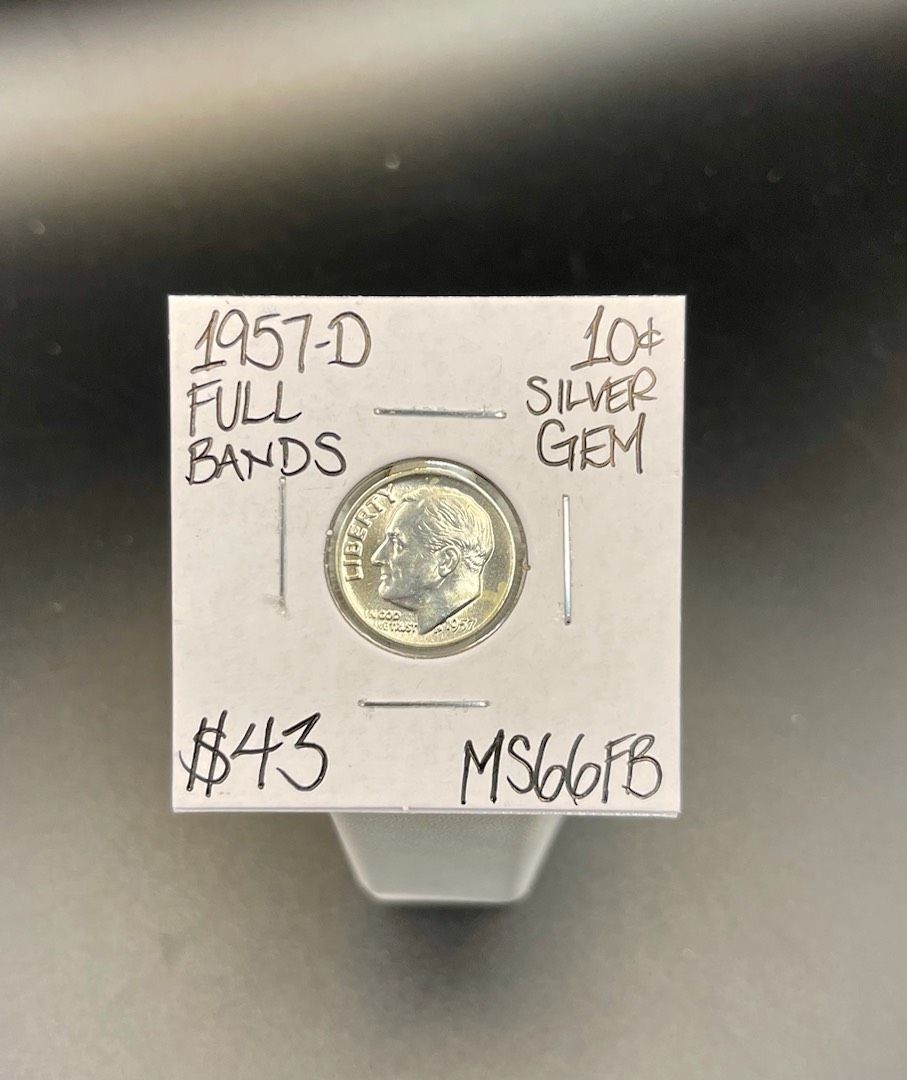 1957-D
FULL
BANDS
10¢
SILVER
GEM
LIBERTY
IN GOD
WE TRUST
1957
$43
MS66FB